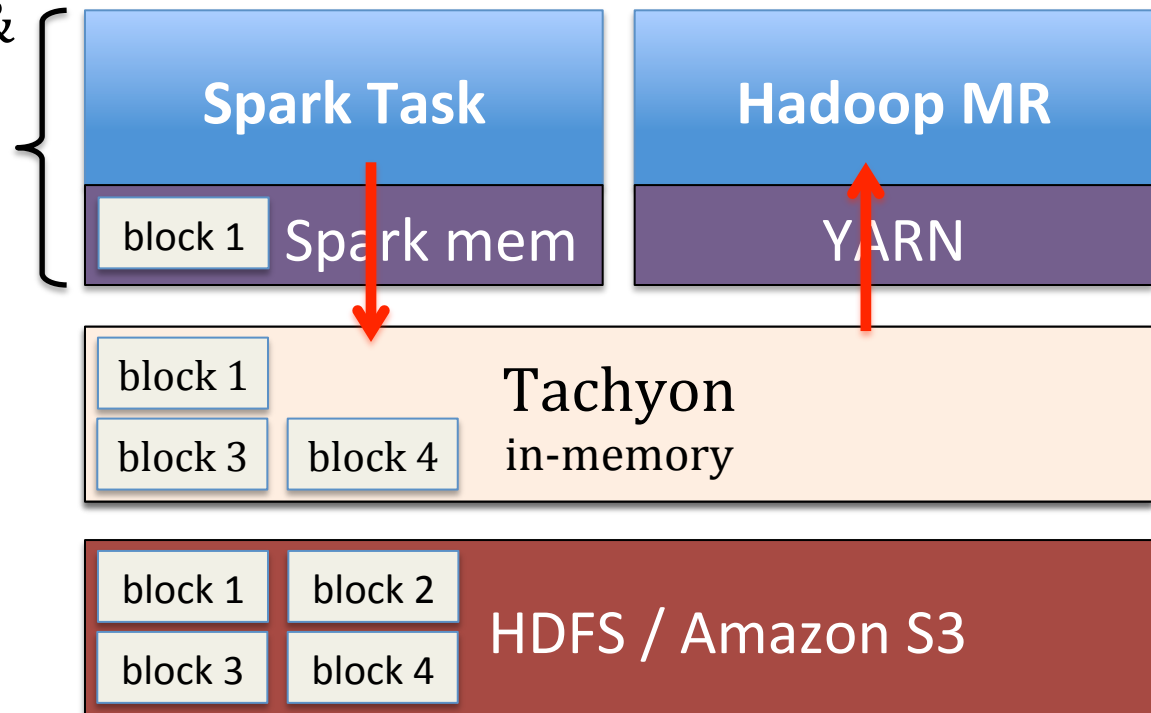 &
Spark Task
Hadoop MR
block 1
Spark mem
YARN
block 1
Tachyon
block 3
block 4
in-memory
block 1
block 2
HDFS / Amazon S3
block 3
block 4